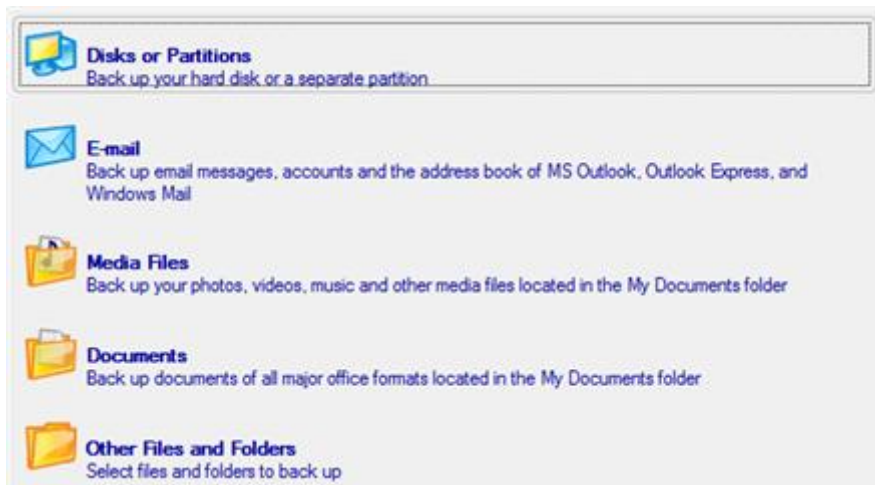 Disks or Partitions
Back up your hard disk or a separate partition
E-mail
Back up email messages, accounts and the address book of MS Outlook, Outlook Express, and
Windows Mail
Media Files
Back up your photos, videos, music and other media files located in the My Documents folder
Documents
Back up documents of all major office formats located in the My Documents folder
Other Files and Folders
Select files and folders to back up